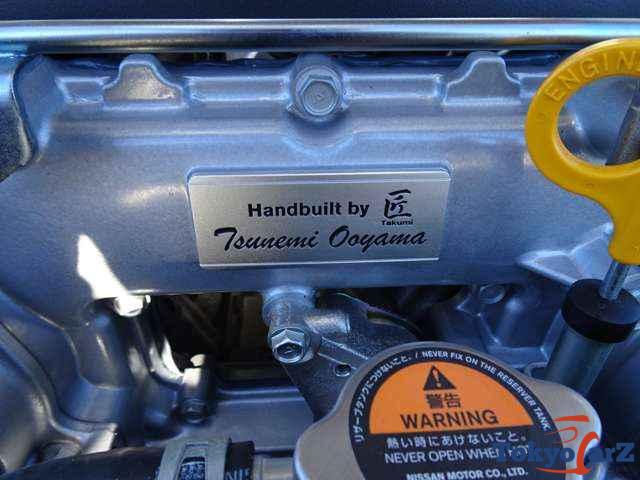 ENGINE
Handbuilt by 匠
Takumi
Tsunemi Ooyama
リザーブタンクにつけないこと。/ NEVER FIX ON THE RESERVER TANK
警告
WARNING
熱い時にあけないこと。
NEVER OPEN WHEN
NISSAN MOTOR CO., LTD.
TokyoCarZ